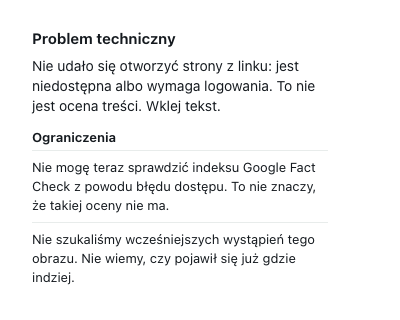 Problem techniczny
Nie udało się otworzyć strony z linku: jest
niedostępna albo wymaga logowania. To nie
jest ocena treści. Wklej tekst.
Ograniczenia
Nie mogę teraz sprawdzić indeksu Google Fact
Check z powodu błędu dostępu. To nie znaczy,
że takiej oceny nie ma.
Nie szukaliśmy wcześniejszych wystąpień tego
obrazu. Nie wiemy, czy pojawił się już gdzie
indziej.